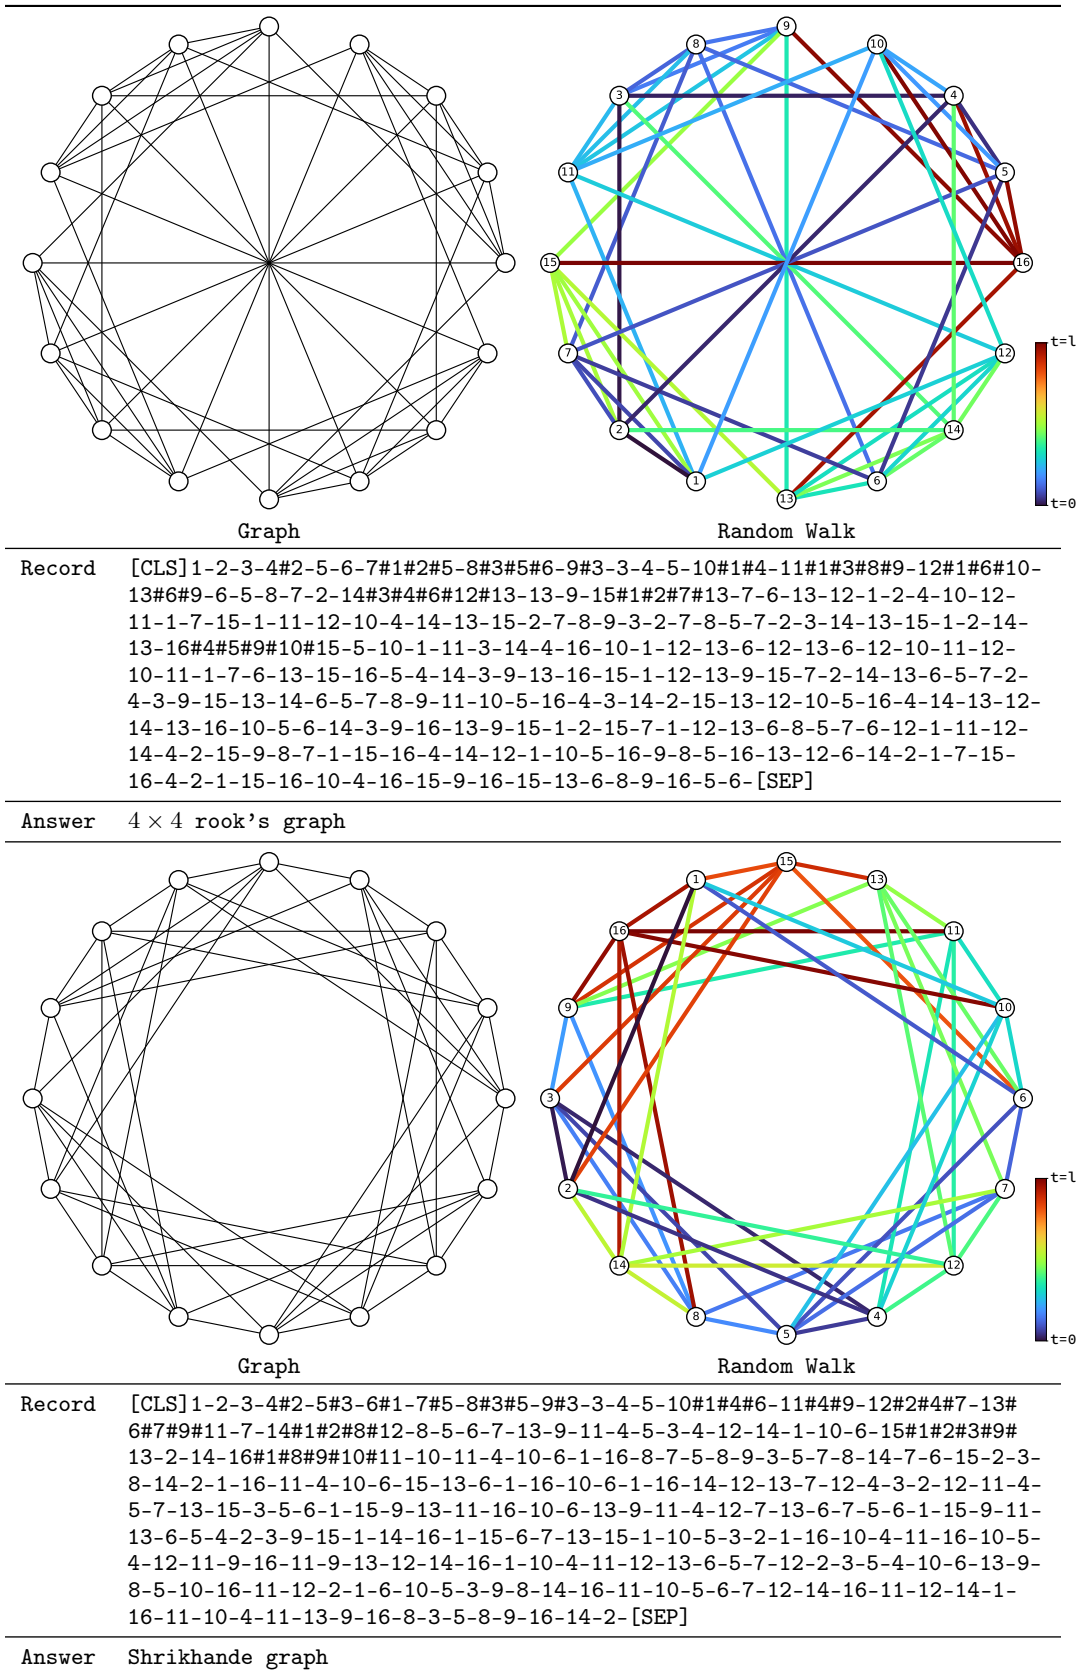 9
8
10
3
4
11
5
15
16
7
12
2
14
1
6
13
t=l
t=0
Graph
Random Walk
Record
[CLS]1-2-3-4#2-5-6-7#1#2#5-8#3#5#6-9#3-3-4-5-10#1#4-11#1#3#8#9-12#1#6#10-
13#6#9-6-5-8-7-2-14#3#4#6#12#13-13-9-15#1#2#7#13-7-6-13-12-1-2-4-10-12-
11-1-7-15-1-11-12-10-4-14-13-15-2-7-8-9-3-2-7-8-5-7-2-3-14-13-15-1-2-14-
13-16#4#5#9#10#15-5-10-1-11-3-14-4-16-10-1-12-13-6-12-13-6-12-10-11-12-
10-11-1-7-6-13-15-16-5-4-14-3-9-13-16-15-1-12-13-9-15-7-2-14-13-6-5-7-2-
4-3-9-15-13-14-6-5-7-8-9-11-10-5-16-4-3-14-2-15-13-12-10-5-16-4-14-13-12-
14-13-16-10-5-6-14-3-9-16-13-9-15-1-2-15-7-1-12-13-6-8-5-7-6-12-1-11-12-
14-4-2-15-9-8-7-1-15-16-4-14-12-1-10-5-16-9-8-5-16-13-12-6-14-2-1-7-15-
16-4-2-1-15-16-10-4-16-15-9-16-15-13-6-8-9-16-5-6-[SEP]
Answer
4 × 4 rook's graph
15
1
13
16
11
9
10
3
6
2
7
14
12
8
4
5
t=l
t=0
Graph
Random Walk
Record
[CLS]1-2-3-4#2-5#3-6#1-7#5-8#3#5-9#3-3-4-5-10#1#4#6-11#4#9-12#2#4#7-13#
6#7#9#11-7-14#1#2#8#12-8-5-6-7-13-9-11-4-5-3-4-12-14-1-10-6-15#1#2#3#9#
13-2-14-16#1#8#9#10#11-10-11-4-10-6-1-16-8-7-5-8-9-3-5-7-8-14-7-6-15-2-3-
8-14-2-1-16-11-4-10-6-15-13-6-1-16-10-6-1-16-14-12-13-7-12-4-3-2-12-11-4-
5-7-13-15-3-5-6-1-15-9-13-11-16-10-6-13-9-11-4-12-7-13-6-7-5-6-1-15-9-11-
13-6-5-4-2-3-9-15-1-14-16-1-15-6-7-13-15-1-10-5-3-2-1-16-10-4-11-16-10-5-
4-12-11-9-16-11-9-13-12-14-16-1-10-4-11-12-13-6-5-7-12-2-3-5-4-10-6-13-9-
8-5-10-16-11-12-2-1-6-10-5-3-9-8-14-16-11-10-5-6-7-12-14-16-11-12-14-1-
16-11-10-4-11-13-9-16-8-3-5-8-9-16-14-2-[SEP]
Answer
Shrikhande graph